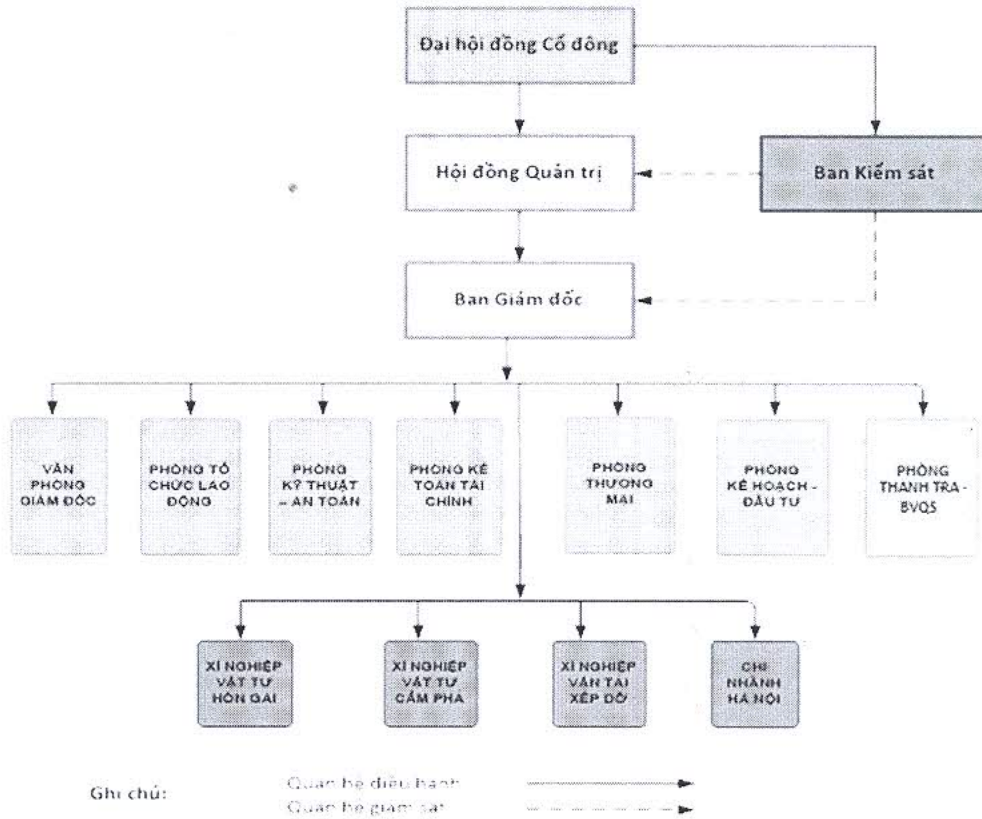 Đại hội đồng Cổ đông
Hội đồng Quản trị
Ban Kiểm sát
Ban Giám đốc
VĂN
PHÒNG
GIÁM ĐỐC
PHÒNG TỔ
CHỨC LAO
ĐỘNG
PHÒNG
KỸ THUẬT
– AN TOÀN
PHÒNG KẾ
TOÁN TÀI
CHÍNH
PHÒNG
THƯƠNG
MẠI
PHÒNG
KẾ HOẠCH -
ĐẦU TƯ
PHÒNG
THANH TRA -
BVQS
XÍ NGHIỆP
VẬT TƯ
HÒN GAI
XÍ NGHIỆP
VẬT TƯ
CẨM PHẢ
XÍ NGHIỆP
VẬN TẢI
XẾP DỠ
CHI
NHÁNH
HÀ NỘI
Ghi chú:
Quan hệ điều hành
Quan hệ giám sát